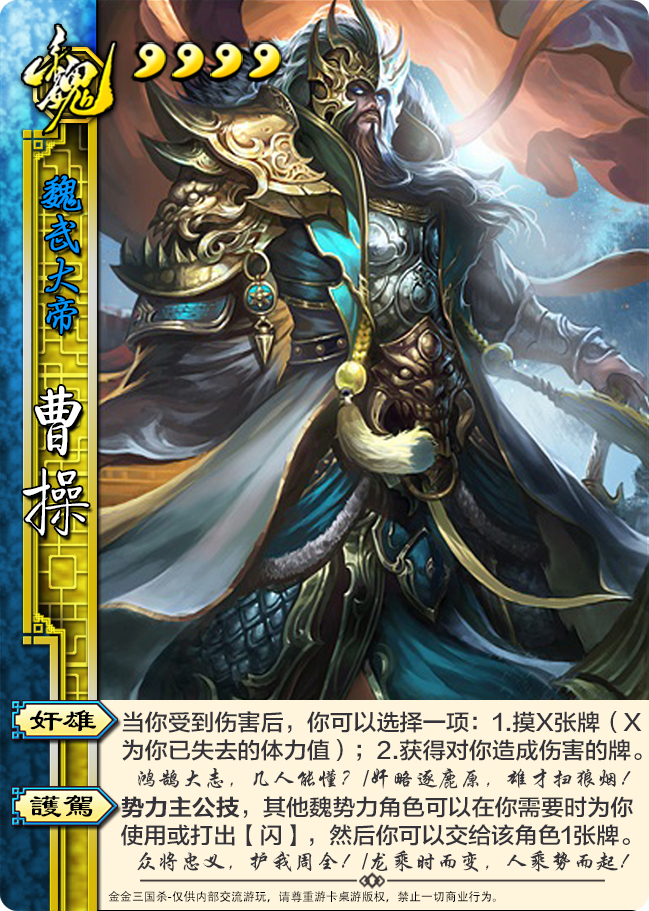 魏
魏武大帝
曹操
奸雄
当你受到伤害后,你可以选择一项:1.摸X张牌(X
为你已失去的体力值);2.获得对你造成伤害的牌。
鸿鹄大志,几人能懂?/奸略逐鹿原,雄才扫狼烟!
護駕
势力主公技,其他魏势力角色可以在你需要时为你
使用或打出【闪】,然后你可以交给该角色1张牌。
众将忠义,护我周全!/龙乘时而变,人乘势而起!
金金三国杀-仅供内部交流游玩,请尊重游卡桌游版权,禁止一切商业行为。